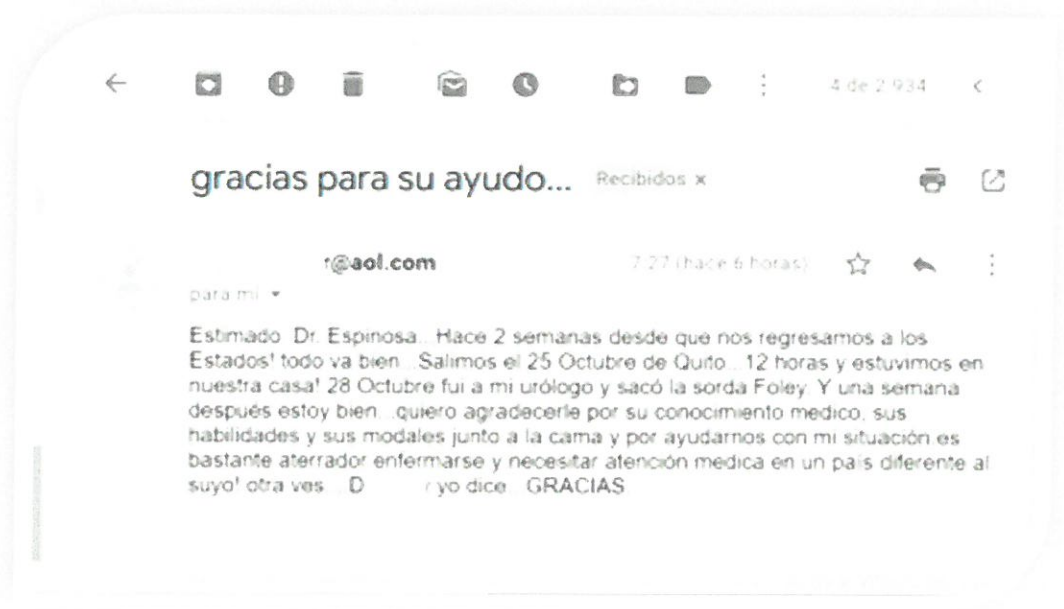 4 de 2 934
gracias para su ayudo... Recibidos x
r@aol.com 7:27 (hace 6 horas)
para mí
Estimado Dr. Espinosa... Hace 2 semanas desde que nos regresamos a los
Estados! todo va bien...Salimos el 25 Octubre de Quito...12 horas y estuvimos en
nuestra casa! 28 Octubre fui a mi urólogo y sacó la sorda Foley. Y una semana
después estoy bien...quiero agradecerle por su conocimiento medico, sus
habilidades y sus modales junto a la cama y por ayudarnos con mi situación.es
bastante aterrador enfermarse y necesitar atención medica en un país diferente al
suyo! otra ves... D yo dice...GRACIAS